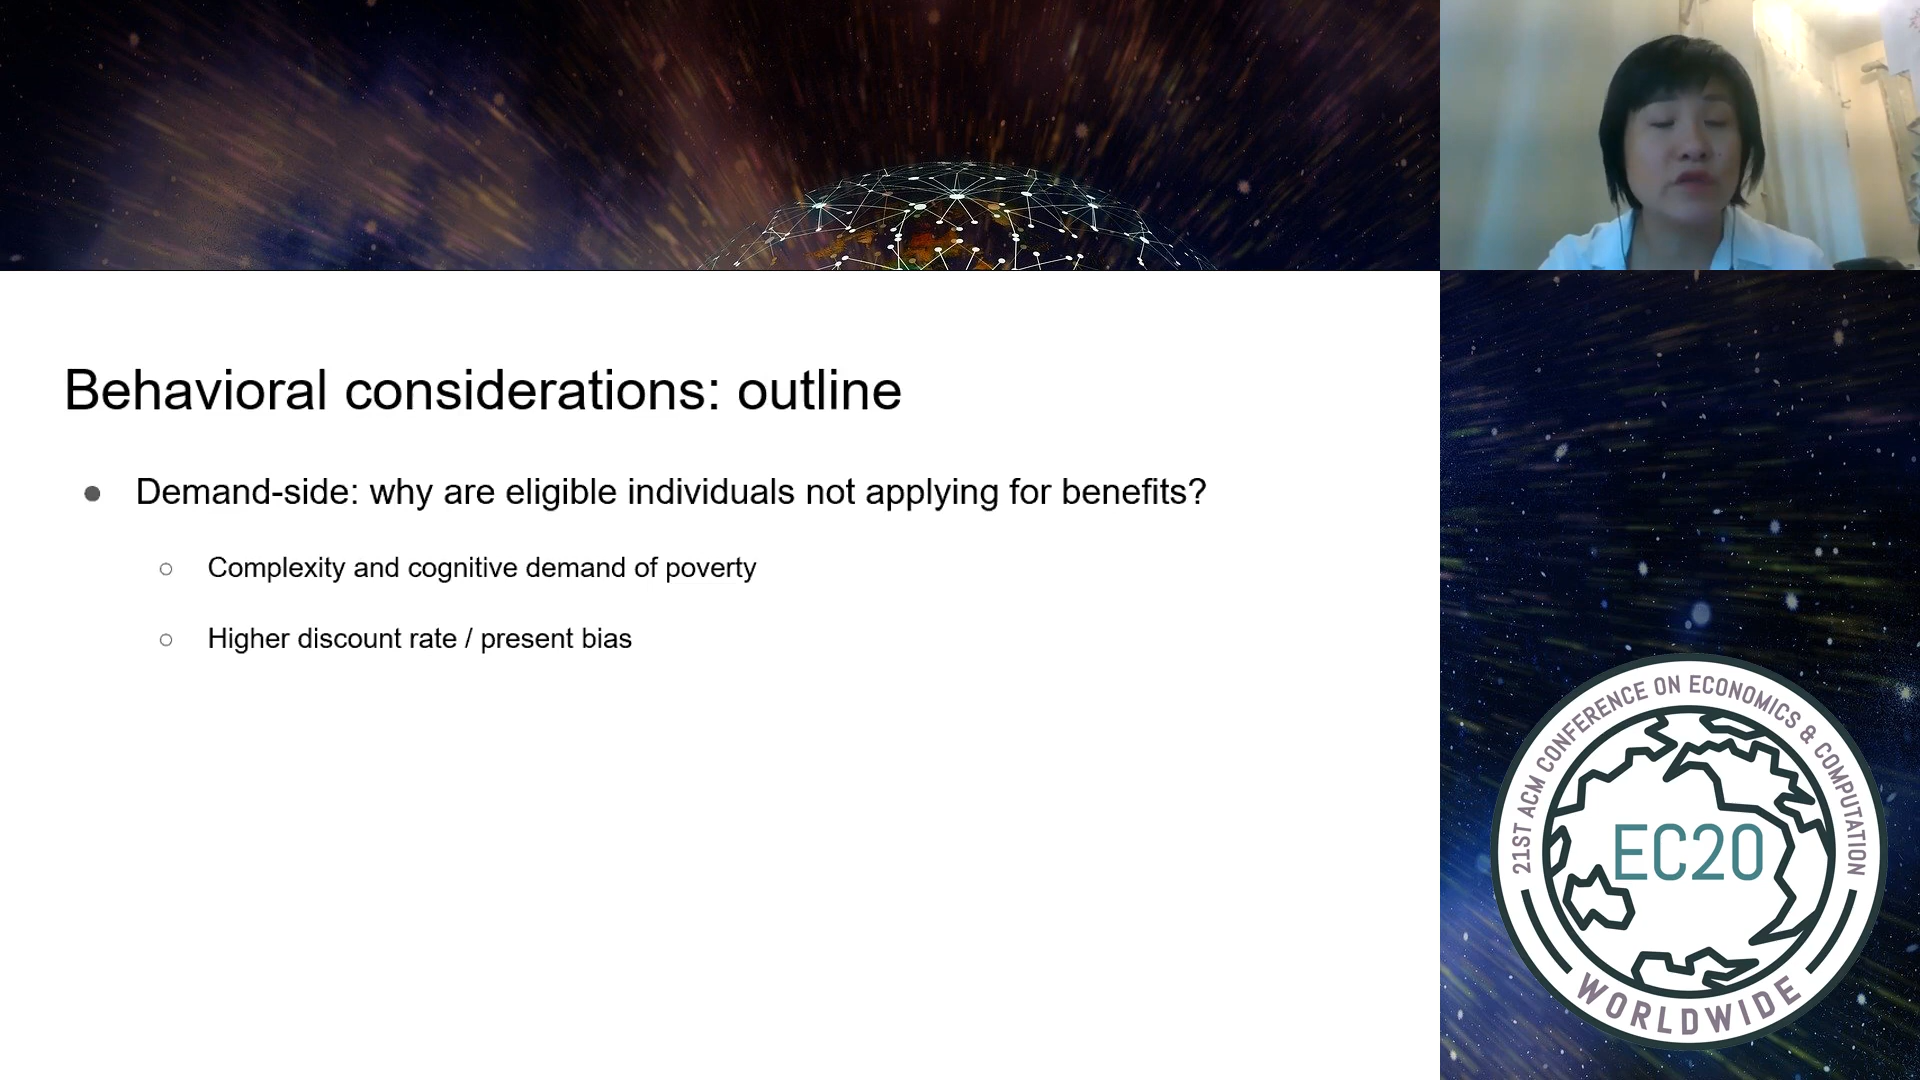 Behavioral considerations: outline
● Demand-side: why are eligible individuals not applying for benefits?
○ Complexity and cognitive demand of poverty
○ Higher discount rate / present bias
21ST ACM CONFERENCE ON ECONOMICS & COMPUTATION
EC20
WORLDWIDE